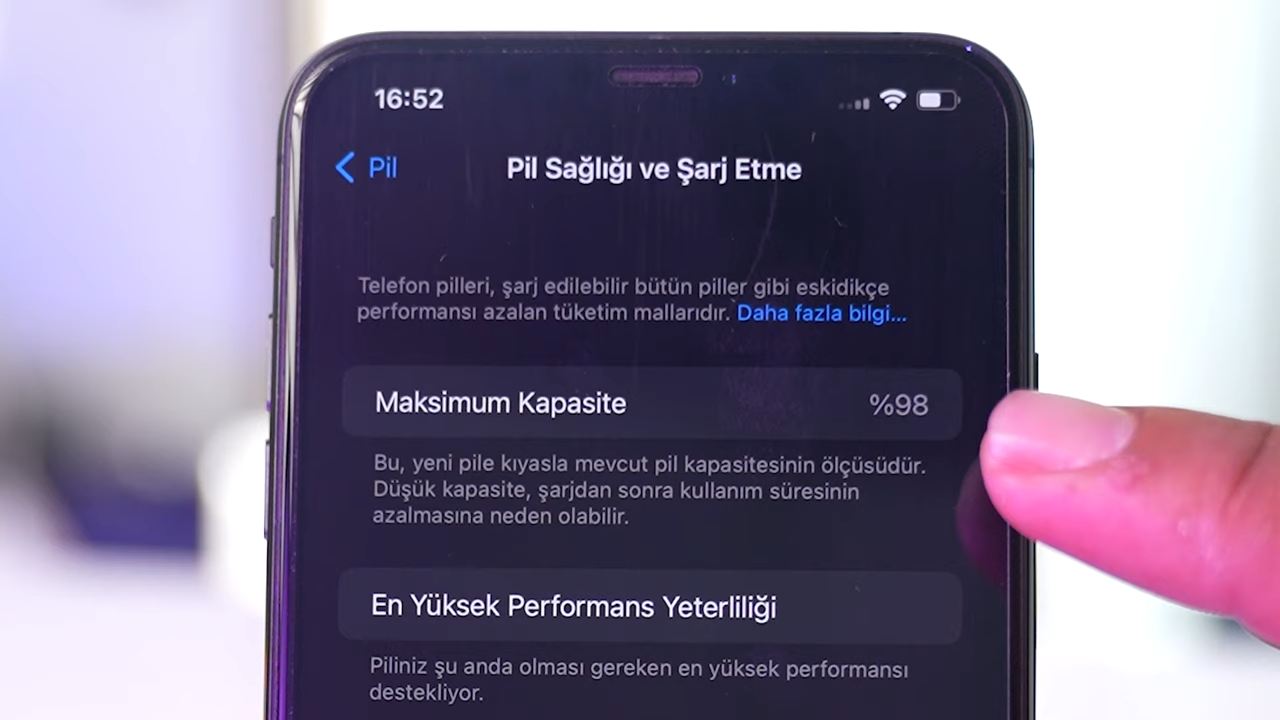 16:52
Pil
Pil Sağlığı ve Şarj Etme
Telefon pilleri, şarj edilebilir bütün piller gibi eskidikçe
performansı azalan tüketim mallarıdır. Daha fazla bilgi...
Maksimum Kapasite %98
Bu, yeni pile kıyasla mevcut pil kapasitesinin ölçüsüdür.
Düşük kapasite, şarjdan sonra kullanım süresinin
azalmasına neden olabilir.
En Yüksek Performans Yeterliliği
Piliniz şu anda olması gereken en yüksek performansı
destekliyor.